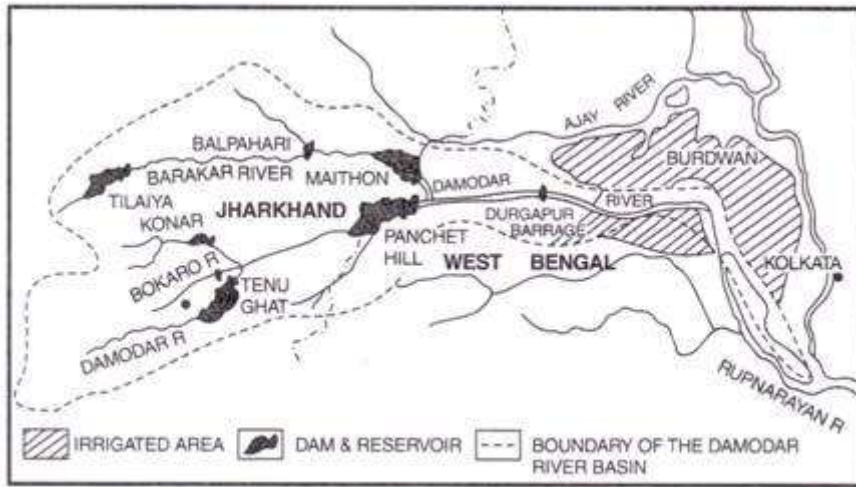 AJAY RIVER
BALPAHARI
BURDWAN
BARAKAR RIVER
MAITHON
DAMODAR
RIVER
TILAIYA
KONAR
JHARKHAND
DURGAPUR
BARRAGE
PANCHET
HILL
WEST BENGAL
KOLKATA
BOKARO R
TENU
GHAT
DAMODAR R
RUPNARAYAN R
IRRIGATED AREA
DAM & RESERVOIR
BOUNDARY OF THE DAMODAR
RIVER BASIN